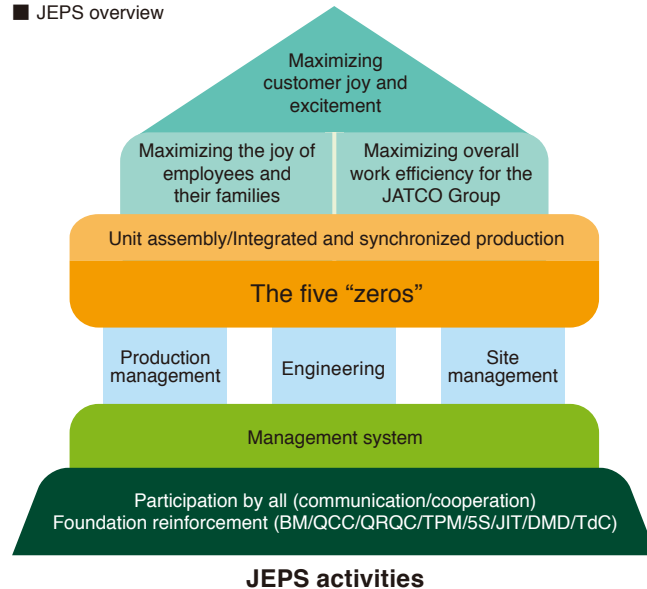 ■ JEPS overview
Maximizing
customer joy and
excitement
Maximizing the joy of
employees and
their families
Maximizing overall
work efficiency for the
JATCO Group
Unit assembly/Integrated and synchronized production
The five “zeros”
Production
management
Engineering
Site
management
Management system
Participation by all (communication/cooperation)
Foundation reinforcement (BM/QCC/QRQC/TPM/5S/JIT/DMD/TdC)
JEPS activities